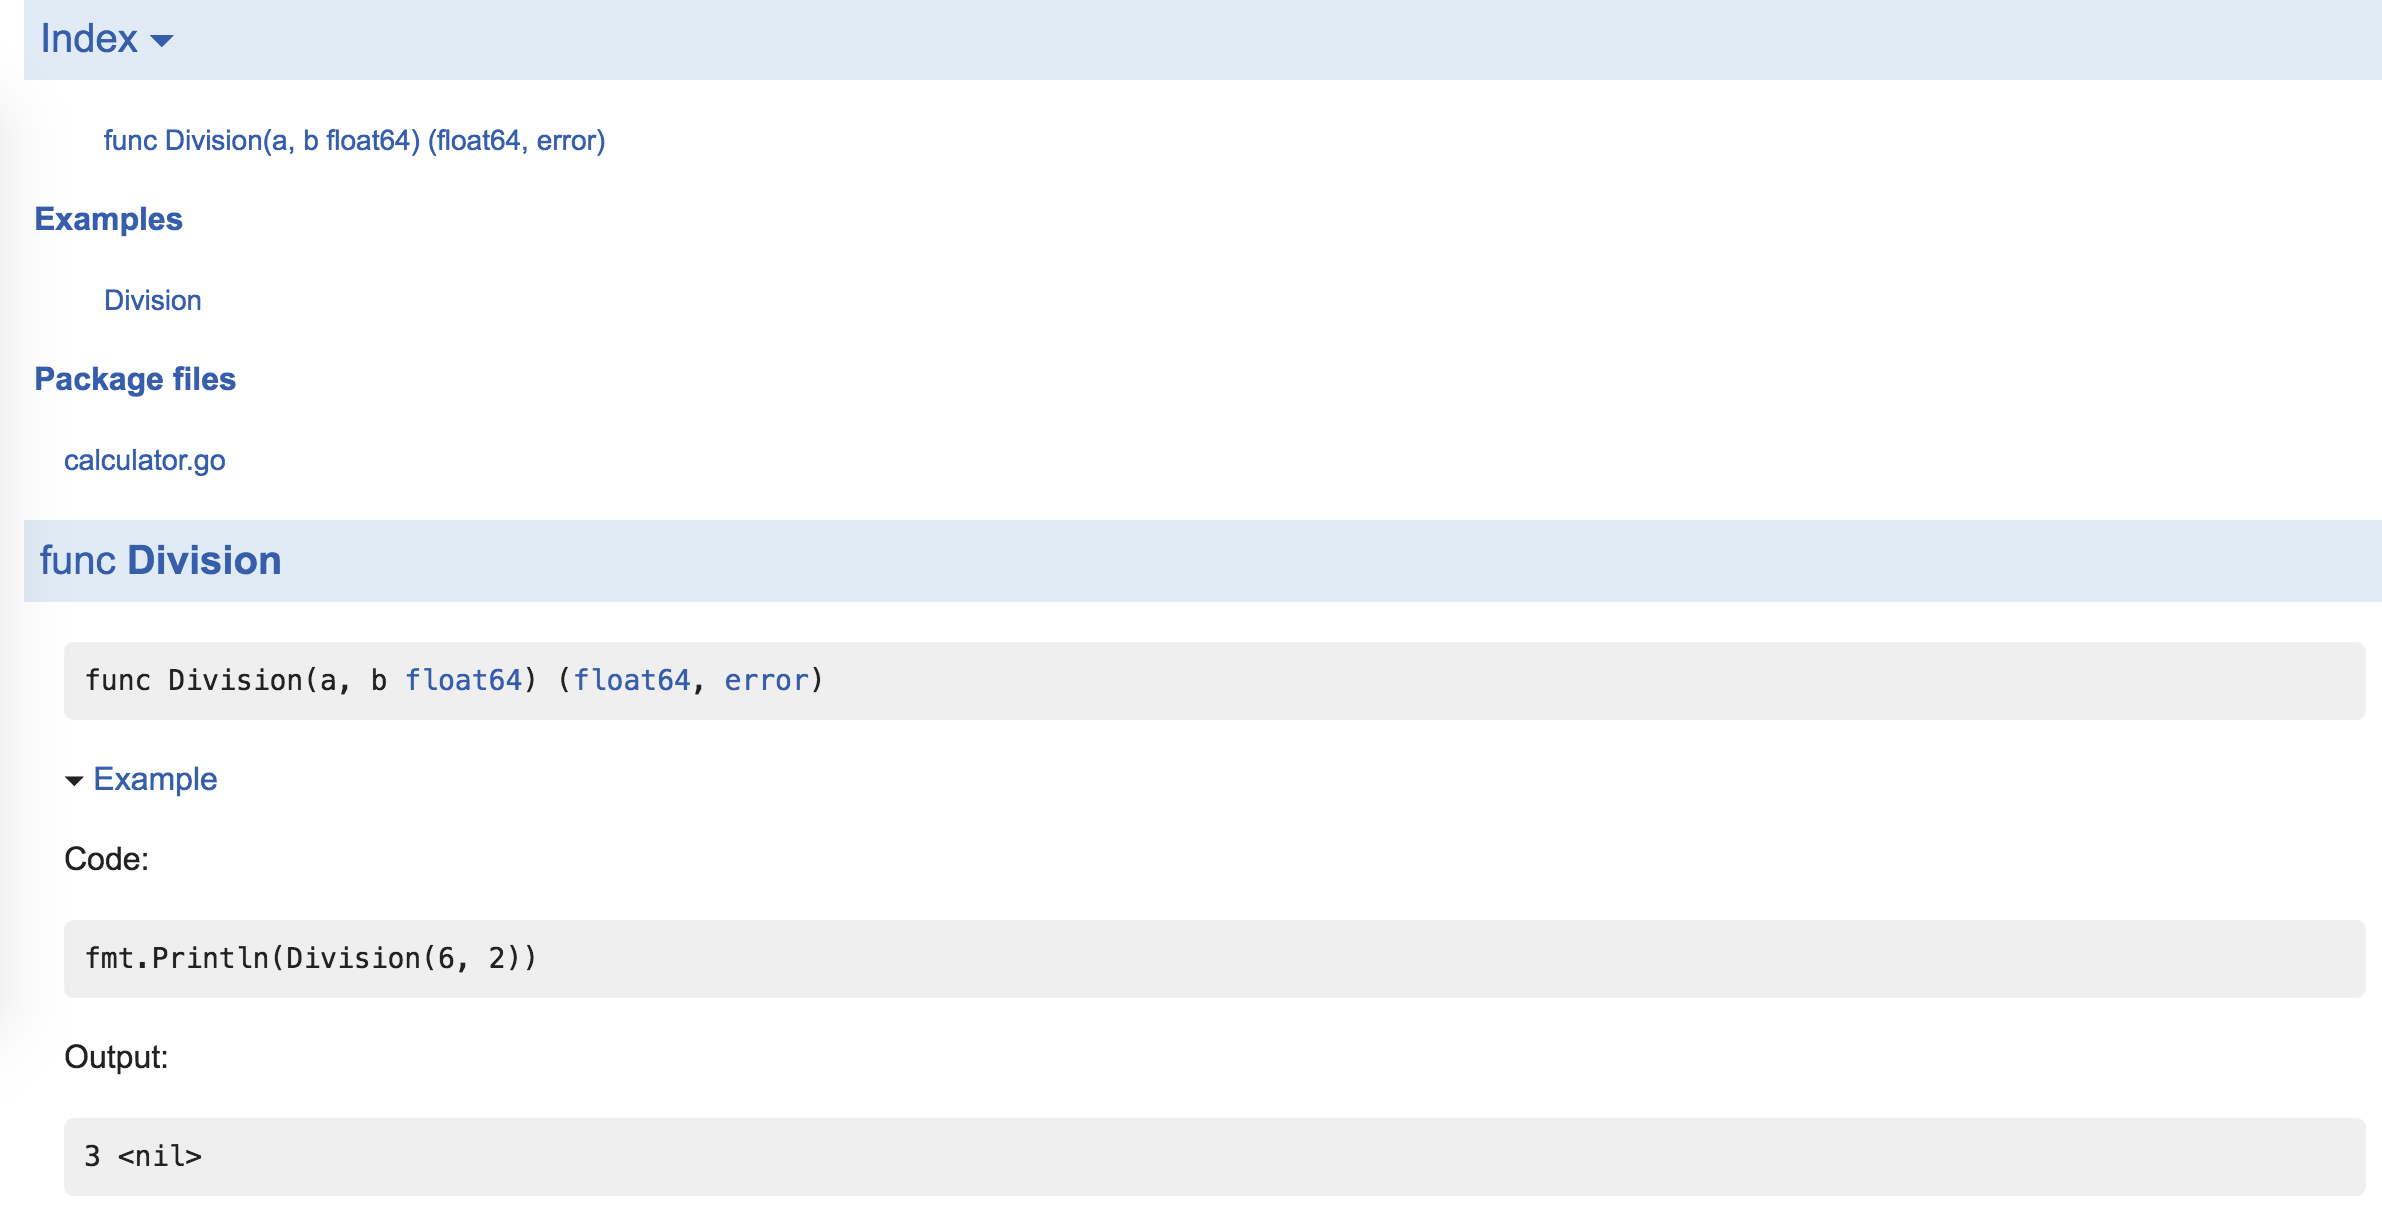 Index
func Division(a, b float64) (float64, error)
Examples
Division
Package files
calculator.go
func Division
func Division(a, b float64) (float64, error)
Example
Code:
fmt.Println(Division(6, 2))
Output:
3 <nil>